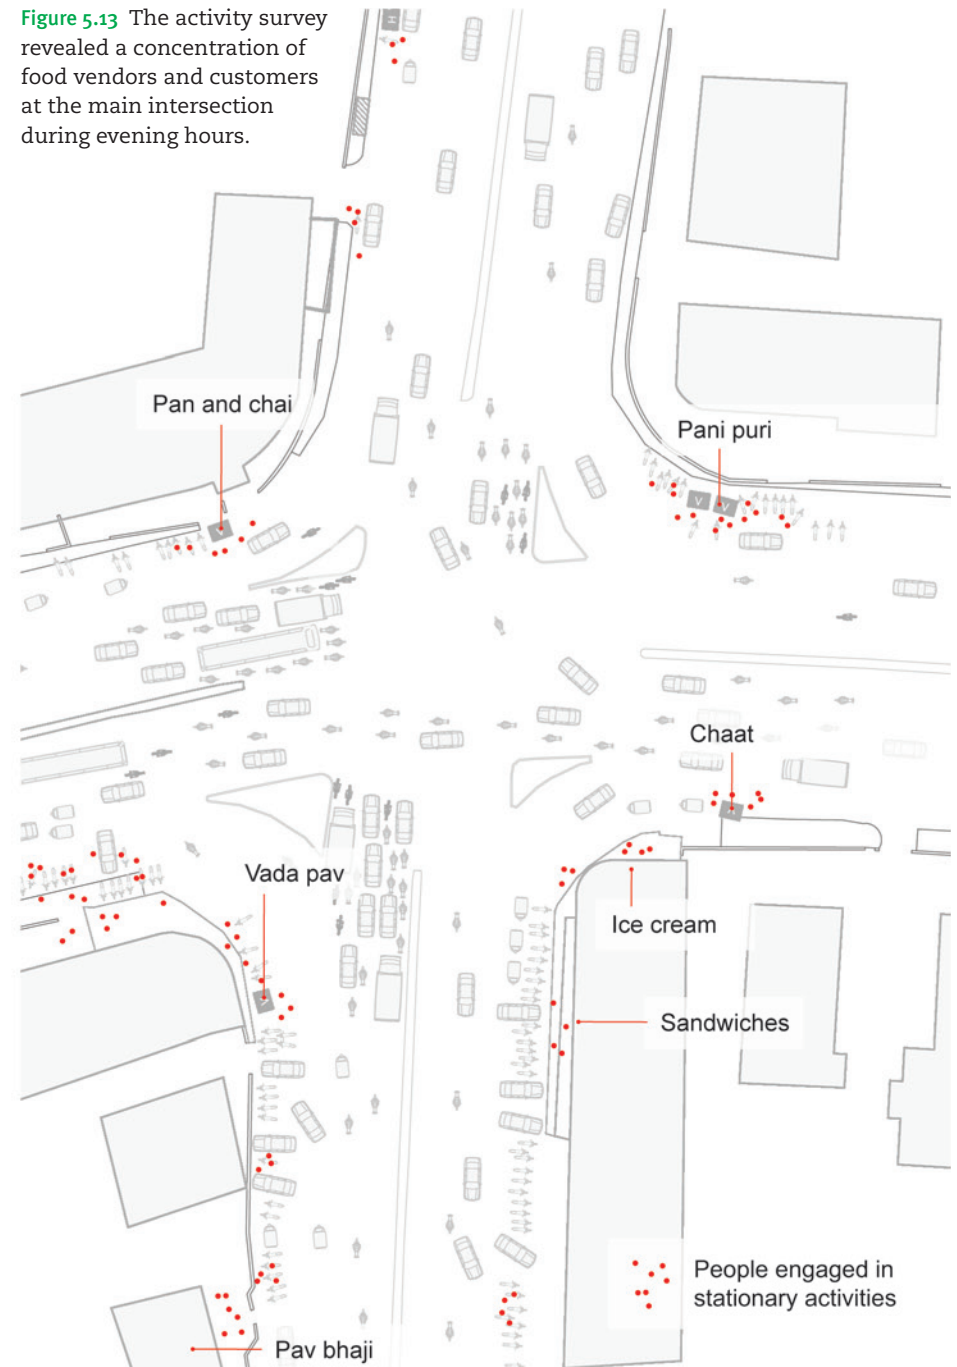 Figure 5.13 The activity survey
revealed a concentration of
food vendors and customers
at the main intersection
during evening hours.
H
Pan and chai
Pani puri
V
V
V
Chaat
Vada pav
V
Ice cream
Sandwiches
People engaged in
stationary activities
Pav bhaji